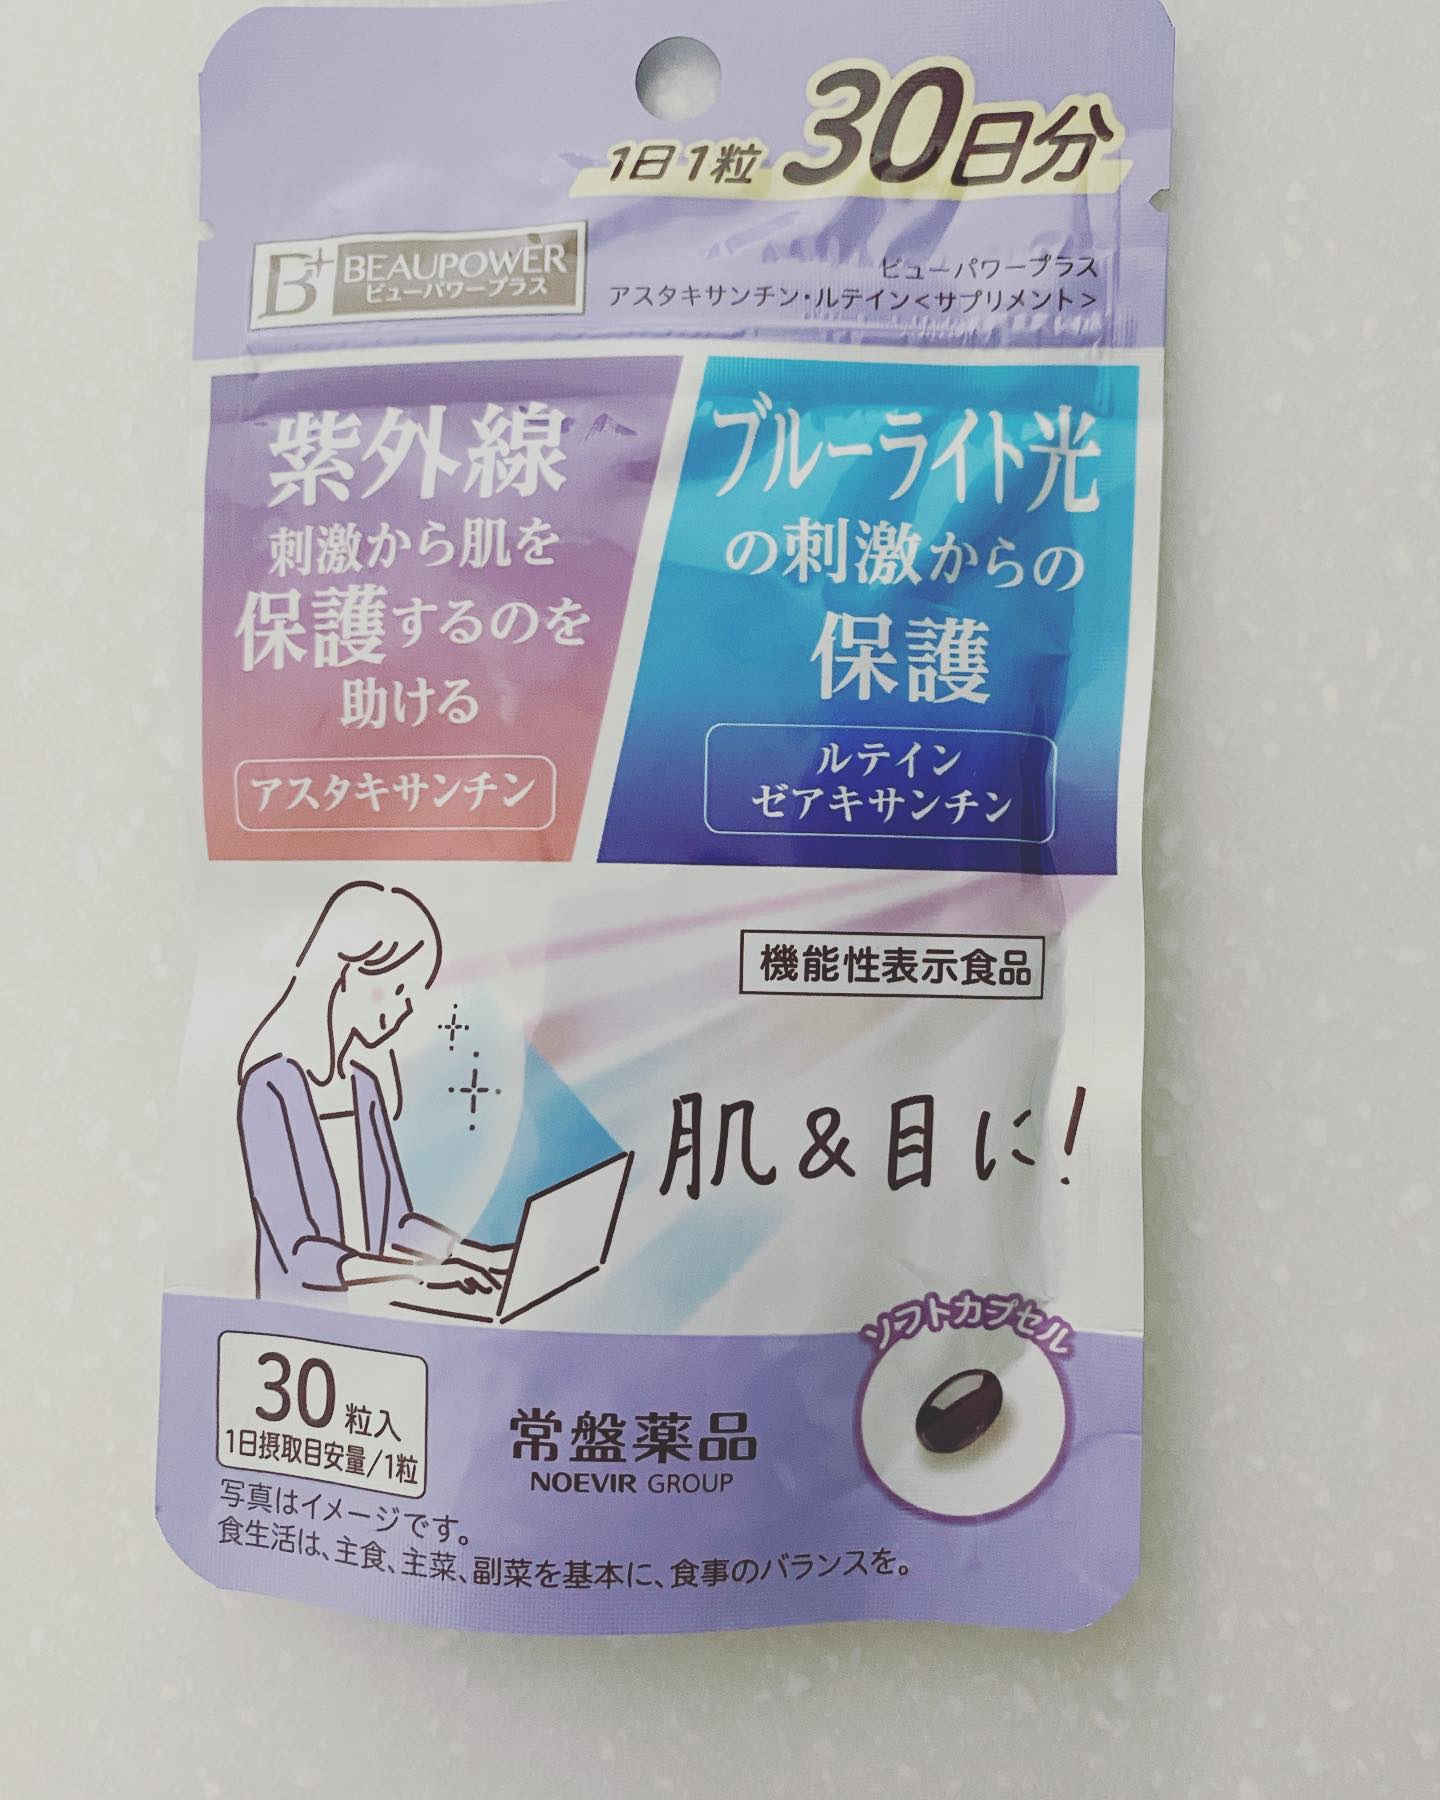 1日1粒 30日分
B+ BEAUPOWER
ビューパワープラス
ビューパワープラス
アスタキサンチン・ルテイン<サプリメント>
紫外線
刺激から肌を
保護するのを
助ける
アスタキサンチン
ブルーライト光
の刺激からの
保護
ルテイン
ゼアキサンチン
機能性表示食品
肌&目に!
ソフトカプセル
30粒入
1日摂取目安量/1粒
常盤薬品
NOEVIR GROUP
写真はイメージです。
食生活は、主食、主菜、副菜を基本に、食事のバランスを。